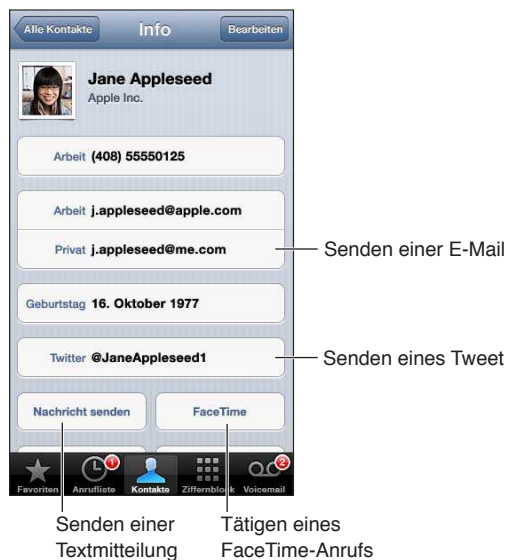 Alle Kontakte Info Bearbeiten
Jane Appleseed
Apple Inc.
Arbeit (408) 55550125
Arbeit j.appleseed@apple.com
Privat j.appleseed@me.com
Senden einer E-Mail
Geburtstag 16. Oktober 1977
Twitter @JaneAppleseed1
Senden eines Tweet
Nachricht senden FaceTime
1 2
Favoriten Anrufliste Kontakte Ziffernblock Voicemail
Senden einer
Textmitteilung
Tätigen eines
FaceTime-Anrufs